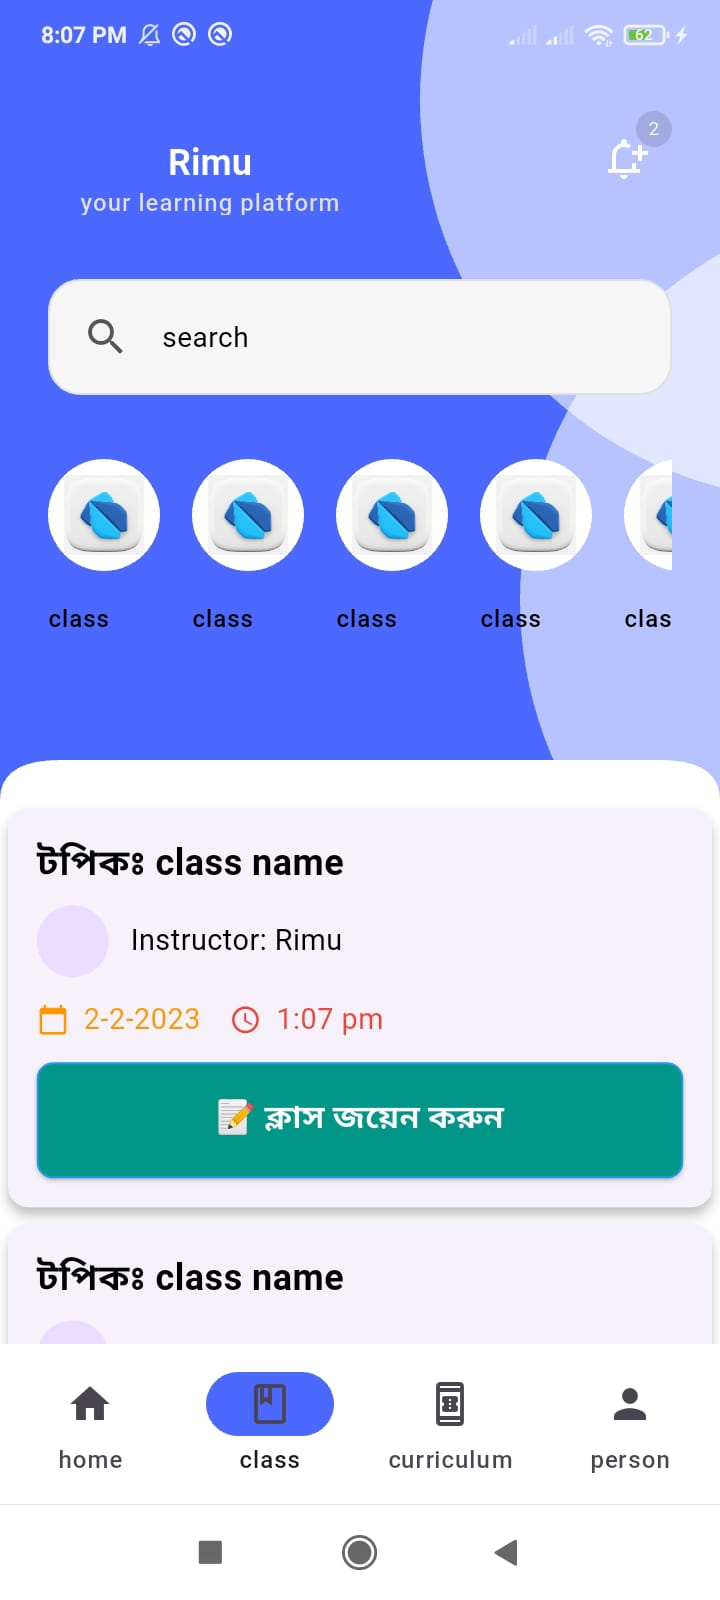 8:07 PM
62
2
Rimu
your learning platform
search
class class class class clas
টপিকঃ class name
Instructor: Rimu
2-2-2023 1:07 pm
📝 ক্লাস জয়েন করুন
টপিকঃ class name
home class curriculum person